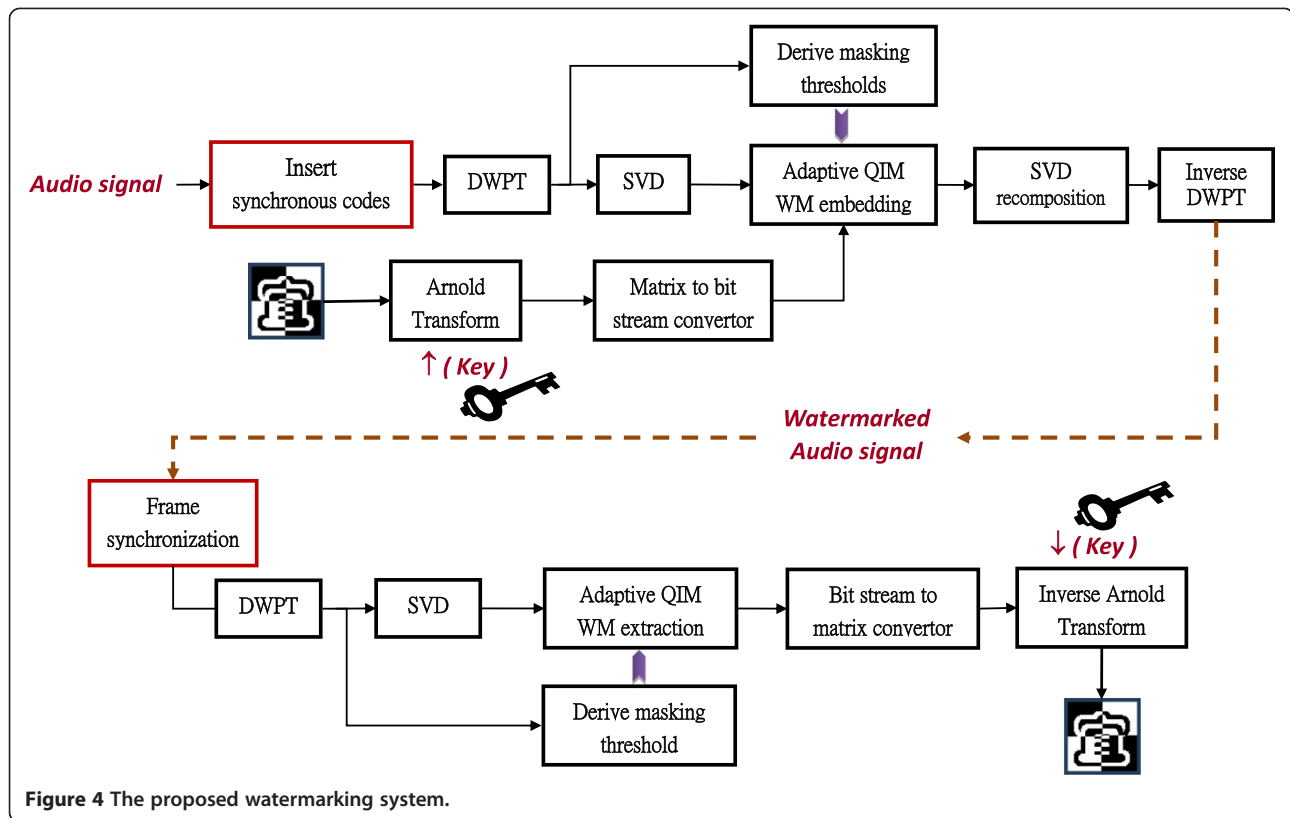 Derive masking
thresholds
Audio signal
Insert
synchronous codes
DWPT
SVD
Adaptive QIM
WM embedding
SVD
recomposition
Inverse
DWPT
Arnold
Transform
Matrix to bit
stream convertor
↑ ( Key )
Watermarked
Audio signal
Frame
synchronization
↓ ( Key )
DWPT
SVD
Adaptive QIM
WM extraction
Bit stream to
matrix convertor
Inverse Arnold
Transform
Derive masking
threshold
Figure 4 The proposed watermarking system.